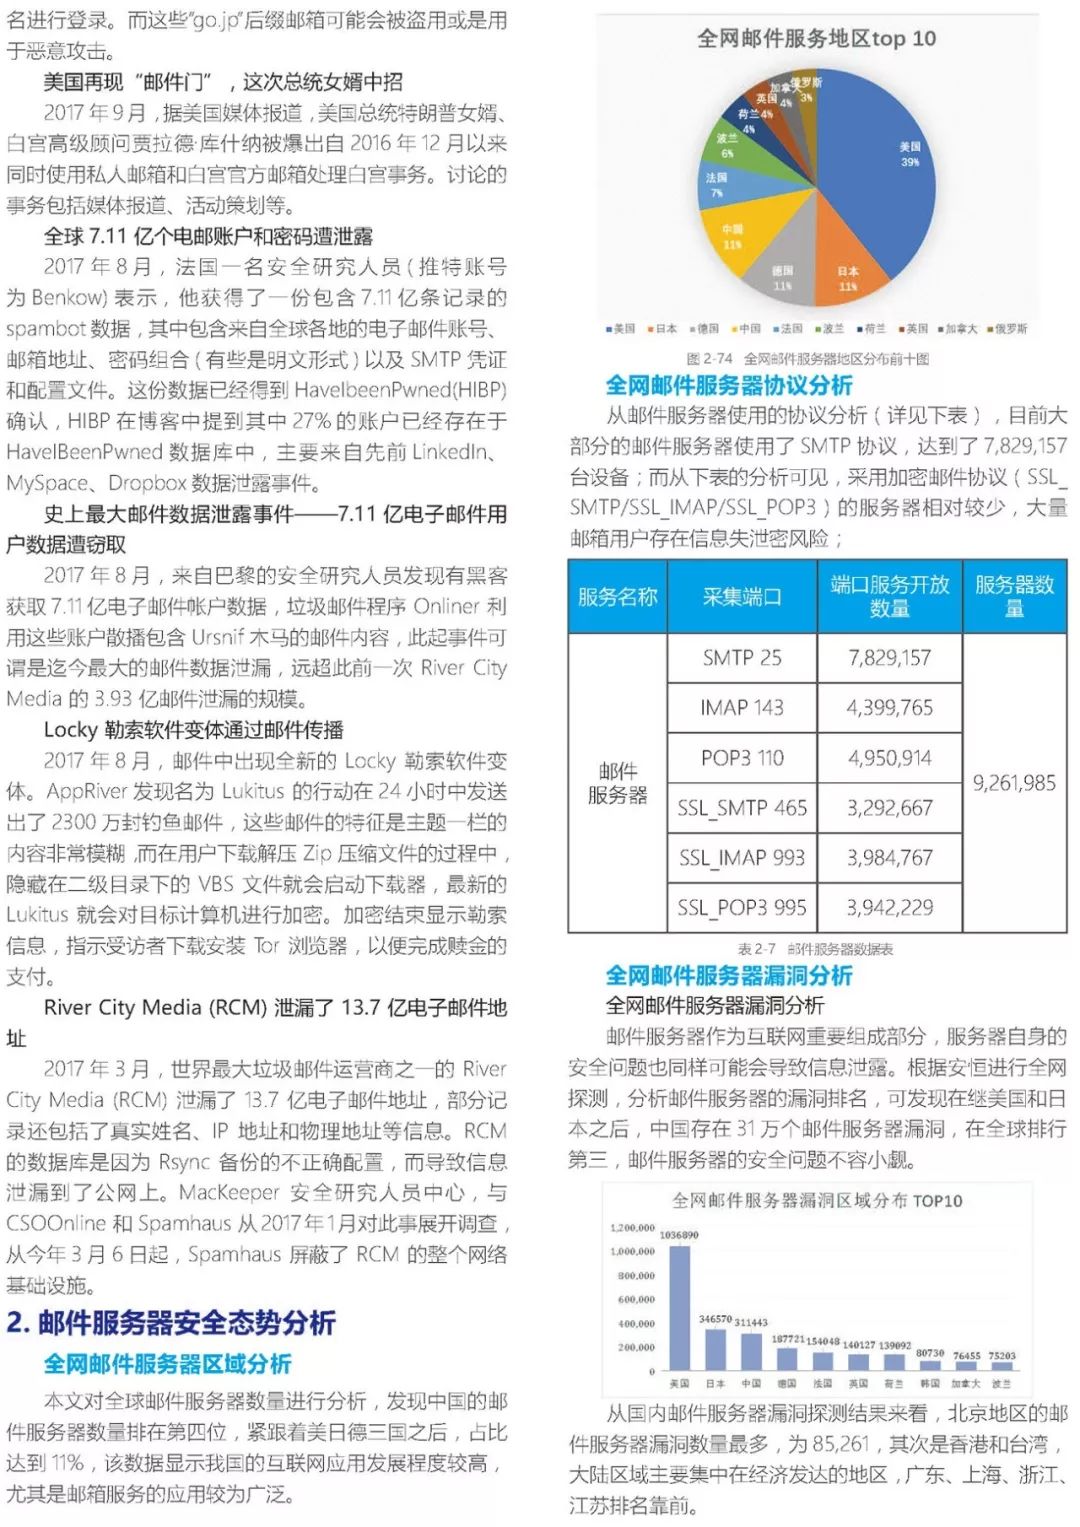 名进行登录。而这些"go.jp"后缀邮箱可能会被盗用或是用
于恶意攻击。
美国再现“邮件门”，这次总统女婿中招
2017 年 9 月，据美国媒体报道，美国总统特朗普女婿、
白宫高级顾问贾拉德·库什纳被爆出自 2016 年 12 月以来
同时使用私人邮箱和白宫官方邮箱处理白宫事务。讨论的
事务包括媒体报道、活动策划等。
全球 7.11 亿个电邮账户和密码遭泄露
2017 年 8 月，法国一名安全研究人员 ( 推特账号
为 Benkow) 表示，他获得了一份包含 7.11 亿条记录的
spambot 数据，其中包含来自全球各地的电子邮件账号、
邮箱地址、密码组合 ( 有些是明文形式 ) 以及 SMTP 凭证
和配置文件。这份数据已经得到 HaveIbeenPwned(HIBP)
确认，HIBP 在博客中提到其中 27% 的账户已经存在于
HaveIBeenPwned 数据库中，主要来自先前 LinkedIn、
MySpace、Dropbox 数据泄露事件。
史上最大邮件数据泄露事件——7.11 亿电子邮件用
户数据遭窃取
2017 年 8 月，来自巴黎的安全研究人员发现有黑客
获取 7.11 亿电子邮件帐户数据，垃圾邮件程序 Onliner 利
用这些账户散播包含 Ursnif 木马的邮件内容，此起事件可
谓是迄今最大的邮件数据泄漏，远超此前一次 River City
Media 的 3.93 亿邮件泄漏的规模。
Locky 勒索软件变体通过邮件传播
2017 年 8 月，邮件中出现全新的 Locky 勒索软件变
体。AppRiver 发现名为 Lukitus 的行动在 24 小时中发送
出了 2300 万封钓鱼邮件，这些邮件的特征是主题一栏的
内容非常模糊 ,而在用户下载解压 Zip 压缩文件的过程中，
隐藏在二级目录下的 VBS 文件就会启动下载器，最新的
Lukitus 就会对目标计算机进行加密。加密结束显示勒索
信息，指示受访者下载安装 Tor 浏览器，以便完成赎金的
支付。
River City Media (RCM) 泄漏了 13.7 亿电子邮件地
址
2017 年 3 月，世界最大垃圾邮件运营商之一的 River
City Media (RCM) 泄漏了 13.7 亿电子邮件地址，部分记
录还包括了真实姓名、IP 地址和物理地址等信息。RCM
的数据库是因为 Rsync 备份的不正确配置，而导致信息
泄漏到了公网上。MacKeeper 安全研究人员中心，与
CSOOnline 和 Spamhaus 从 2017 年 1 月对此事展开调查，
从今年 3 月 6 日起，Spamhaus 屏蔽了 RCM 的整个网络
基础设施。
2. 邮件服务器安全态势分析
全网邮件服务器区域分析
本文对全球邮件服务器数量进行分析，发现中国的邮
件服务器数量排在第四位，紧跟着美日德三国之后，占比
达到 11%，该数据显示我国的互联网应用发展程度较高，
尤其是邮箱服务的应用较为广泛。
全网邮件服务地区top 10
美国 39%
日本 11%
德国 11%
中国 11%
法国 7%
波兰 6%
荷兰 4%
英国 4%
加拿大 4%
俄罗斯 3%
美国 日本 德国 中国 法国 波兰 荷兰 英国 加拿大 俄罗斯
图 2-74 全网邮件服务器地区分布前十图
全网邮件服务器协议分析
从邮件服务器使用的协议分析（详见下表），目前大
部分的邮件服务器使用了 SMTP 协议，达到了 7,829,157
台设备；而从下表的分析可见，采用加密邮件协议（SSL_
SMTP/SSL_IMAP/SSL_POP3）的服务器相对较少，大量
邮箱用户存在信息失泄密风险；
服务名称 采集端口 端口服务开放数量 服务器数量
邮件服务器 9,261,985
SMTP 25 7,829,157
IMAP 143 4,399,765
POP3 110 4,950,914
SSL_SMTP 465 3,292,667
SSL_IMAP 993 3,984,767
SSL_POP3 995 3,942,229
表 2-7 邮件服务器数据表
全网邮件服务器漏洞分析
全网邮件服务器漏洞分析
邮件服务器作为互联网重要组成部分，服务器自身的
安全问题也同样可能会导致信息泄露。根据安恒进行全网
探测，分析邮件服务器的漏洞排名，可发现在继美国和日
本之后，中国存在 31 万个邮件服务器漏洞，在全球排行
第三，邮件服务器的安全问题不容小觑。
全网邮件服务器漏洞区域分布 TOP10
1,200,000
1,000,000
800,000
600,000
400,000
200,000
0
1036890 346570 311443 187721 154048 140127 139092 80730 76455 75203
美国 日本 中国 德国 法国 英国 荷兰 韩国 加拿大 波兰
从国内邮件服务器漏洞探测结果来看，北京地区的邮
件服务器漏洞数量最多，为 85,261，其次是香港和台湾，
大陆区域主要集中在经济发达的地区，广东、上海、浙江、
江苏排名靠前。